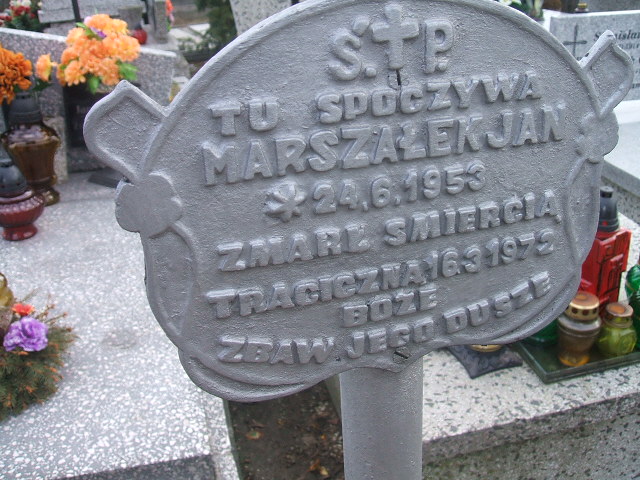 Ś.†P.
TU SPOCZYWA
MARSZAŁEK JAN
* 24.6.1953
ZMARŁ ŚMIERCIĄ
TRAGICZNĄ 16 3 1972
BOŻE
ZBAW JEGO DUSZE